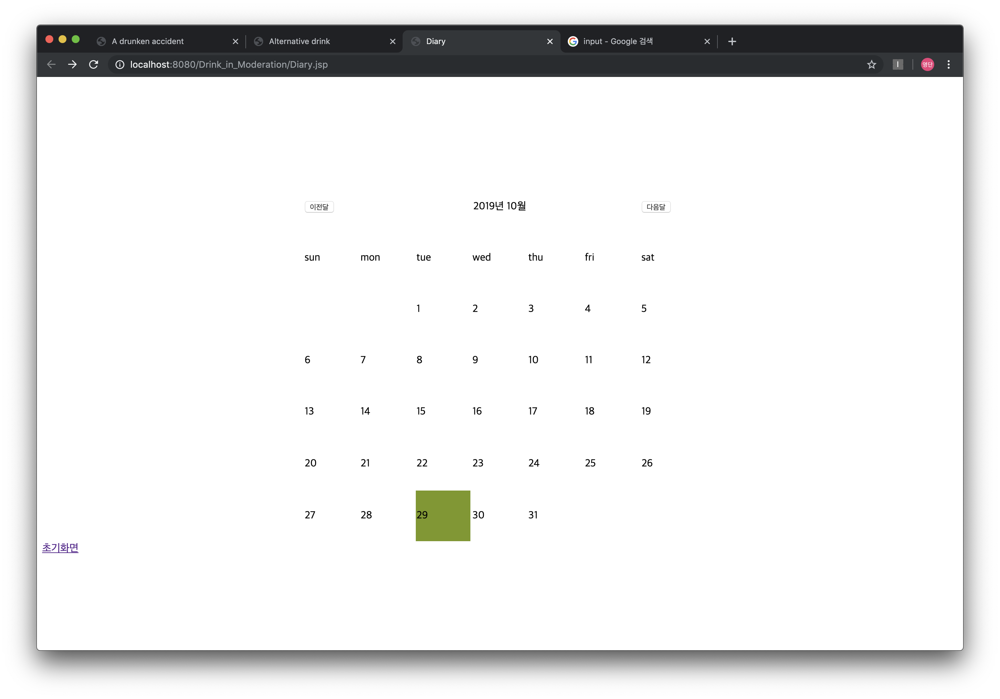 A drunken accident
Alternative drink
Diary
input - Google 검색
localhost:8080/Drink_in_Moderation/Diary.jsp
I
영단
이전달 2019년 10월 다음달
sun mon tue wed thu fri sat
1 2 3 4 5
6 7 8 9 10 11 12
13 14 15 16 17 18 19
20 21 22 23 24 25 26
27 28 29 30 31
초기화면